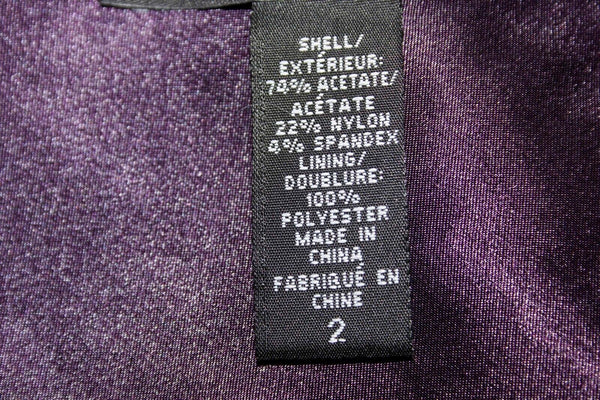 SHELL/
EXTÉRIEUR:
74% ACETATE/
ACÉTATE
22% NYLON
4% SPANDEX
LINING/
DOUBLURE:
100%
POLYESTER
MADE IN
CHINA
FABRIQUÉ EN
CHINE
2